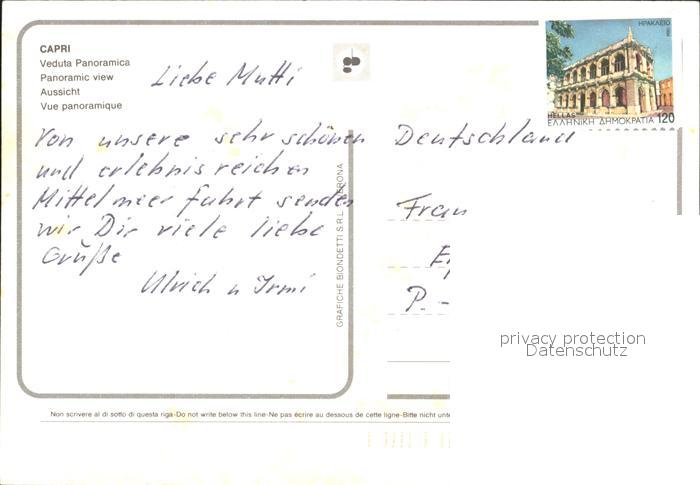 CAPRI
Veduta Panoramica
Panoramic view
Aussicht
Vue panoramique
Liebe Mutti
Von unsere sehr schönen
und erlebnisreichen
Mittelmeerfahrt senden
wir Dir viele liebe
Grüße
Ulrich u Irmi
GRAFICHE BIONDETTI S.R.L. VERONA
gp
ΗΡΑΚΛΕΙΟ
HELLAS
ΕΛΛΗΝΙΚΗ ΔΗΜΟΚΡΑΤΙΑ 120
Deutschland
Frau
P. -
privacy protection
Datenschutz
Non scrivere al di sotto di questa riga-Do not write below this line-Ne pas écrire au dessous de cette ligne-Bitte nicht unte